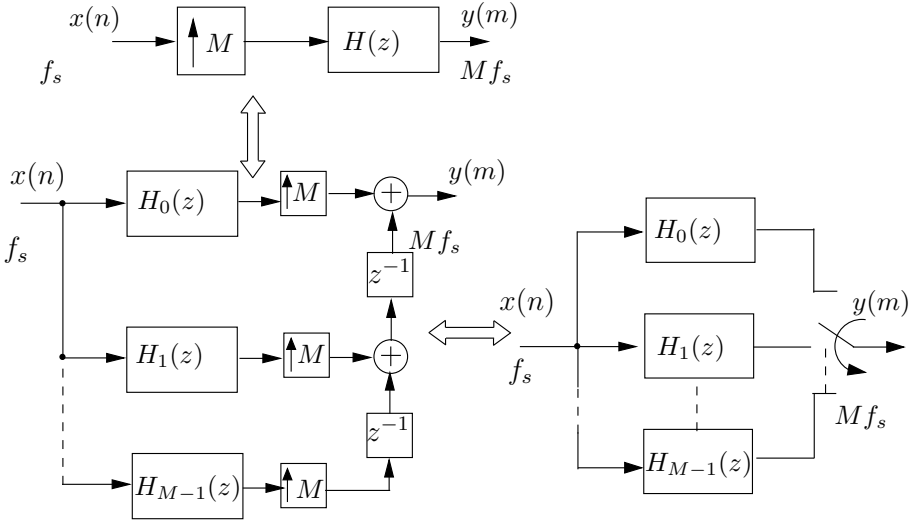 x(n)
↑ M
H(z)
y(m)
f_s
Mf_s
x(n)
H_0(z)
↑M
+
y(m)
f_s
Mf_s
z^{-1}
H_1(z)
↑M
+
z^{-1}
H_{M-1}(z)
↑M
H_0(z)
x(n)
f_s
H_1(z)
y(m)
Mf_s
H_{M-1}(z)